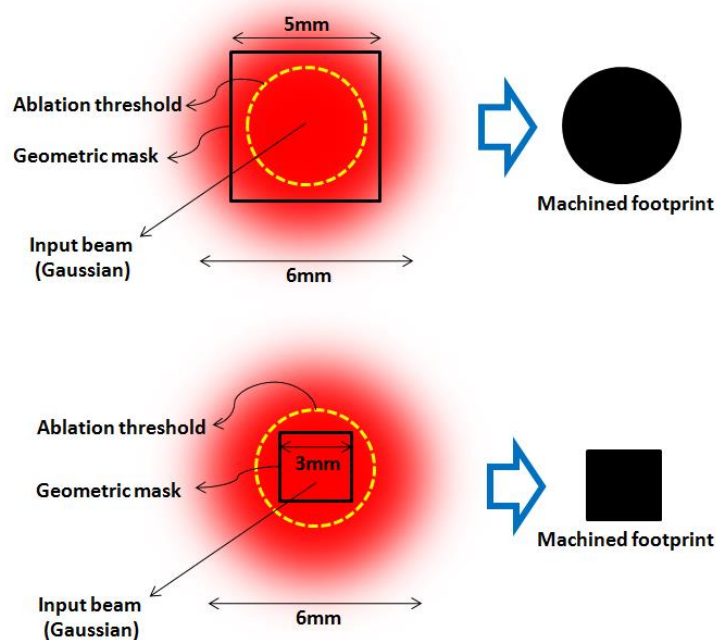 5mm
Ablation threshold
Geometric mask
Input beam
(Gaussian)
6mm
Machined footprint
Ablation threshold
3mm
Geometric mask
Input beam
(Gaussian)
6mm
Machined footprint